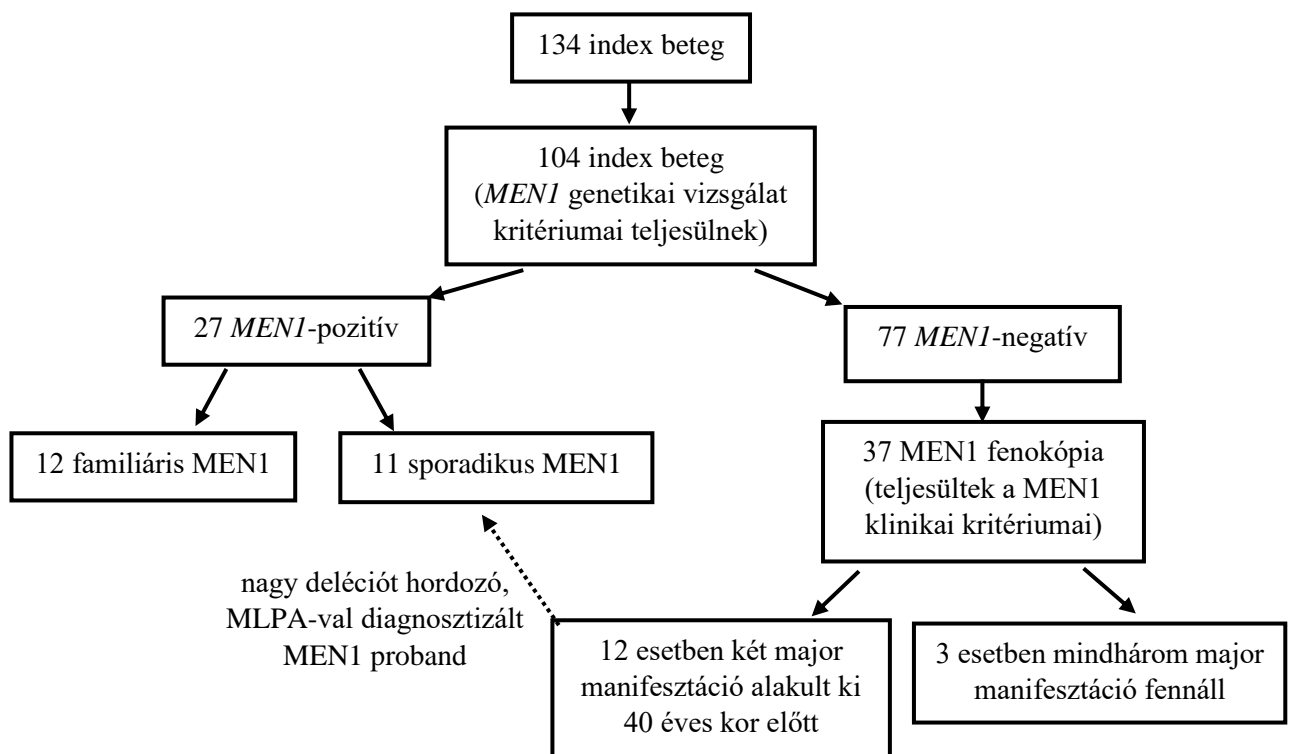 134 index beteg
104 index beteg
(MEN1 genetikai vizsgálat
kritériumai teljesülnek)
27 MEN1-pozitív
77 MEN1-negatív
12 familiáris MEN1
11 sporadikus MEN1
37 MEN1 fenokópia
(teljesültek a MEN1
klinikai kritériumai)
nagy deléciót hordozó,
MLPA-val diagnosztizált
MEN1 proband
12 esetben két major
manifesztáció alakult ki
40 éves kor előtt
3 esetben mindhárom major
manifesztáció fennáll